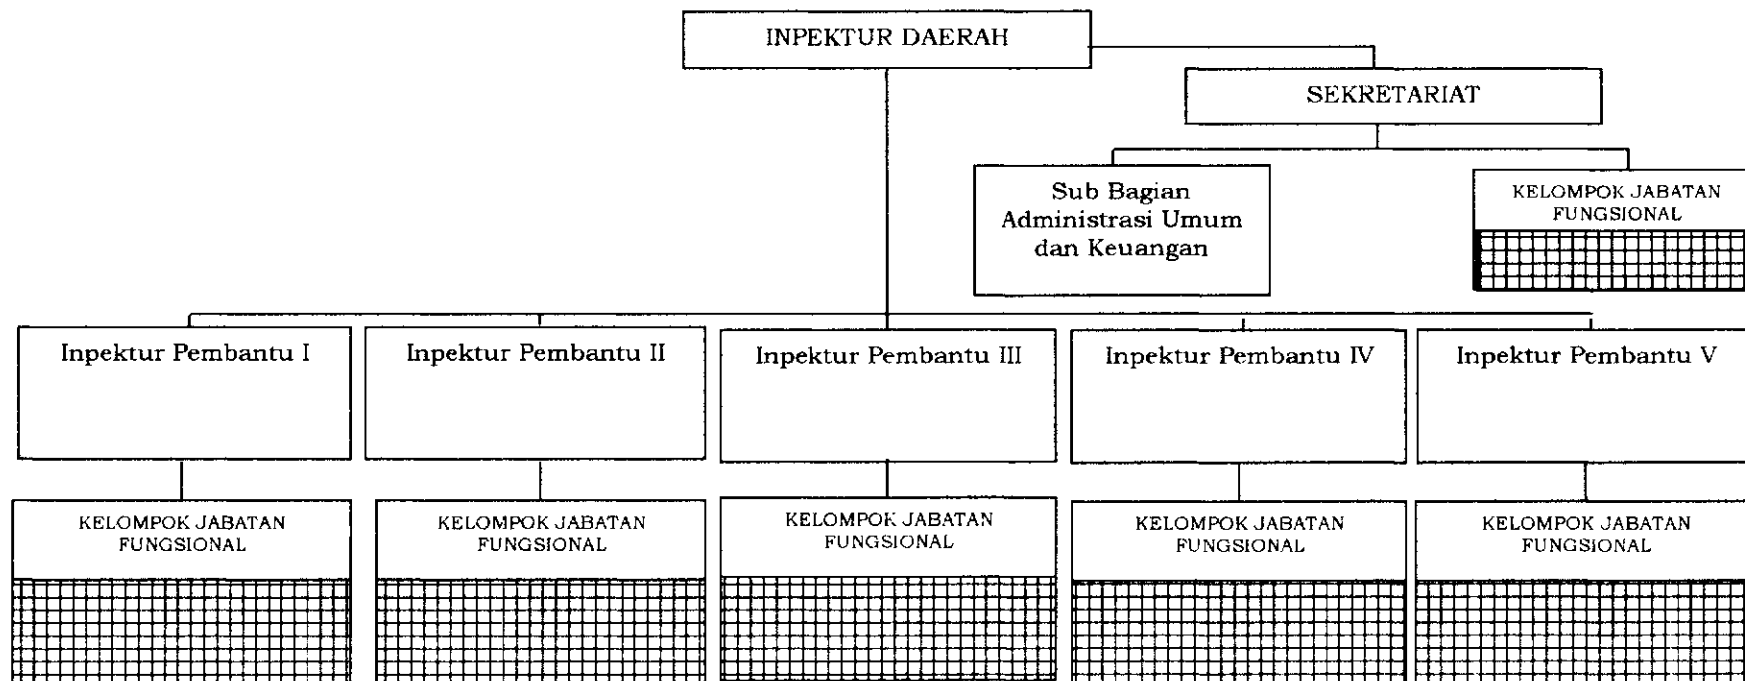 INPEKTUR DAERAH
SEKRETARIAT
Sub Bagian
Administrasi Umum
dan Keuangan
KELOMPOK JABATAN
FUNGSIONAL
Inpektur Pembantu I
Inpektur Pembantu II
Inpektur Pembantu III
Inpektur Pembantu IV
Inpektur Pembantu V
KELOMPOK JABATAN
FUNGSIONAL
KELOMPOK JABATAN
FUNGSIONAL
KELOMPOK JABATAN
FUNGSIONAL
KELOMPOK JABATAN
FUNGSIONAL
KELOMPOK JABATAN
FUNGSIONAL